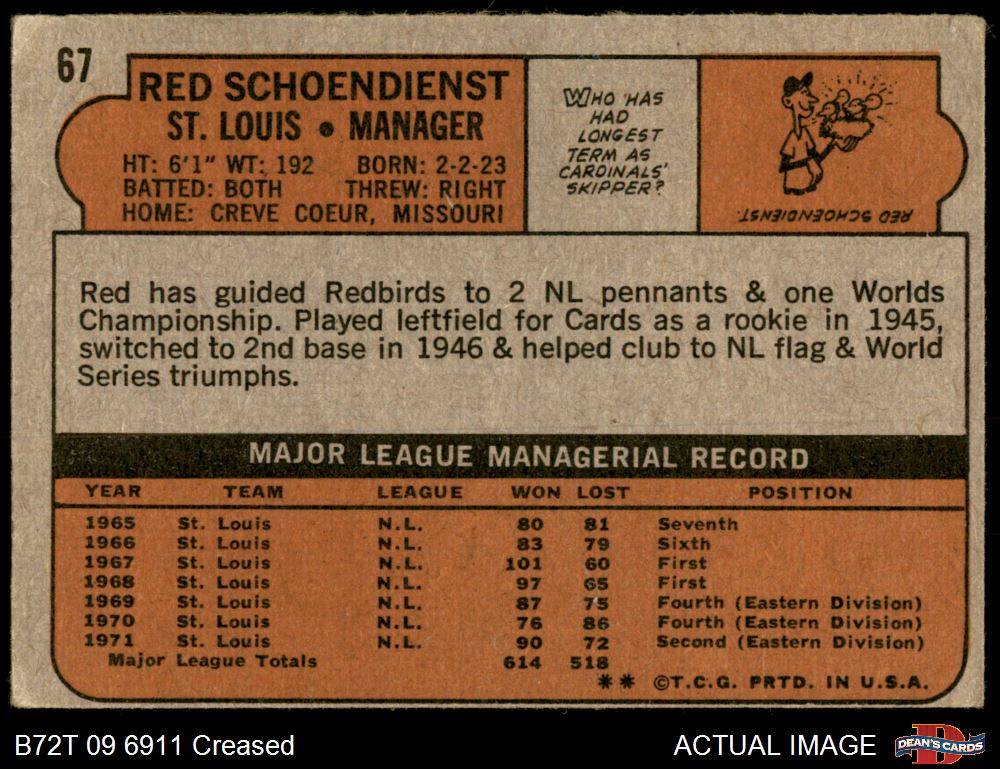 67
RED SCHOENDIENST
ST. LOUIS • MANAGER
HT: 6'1" WT: 192 BORN: 2-2-23
BATTED: BOTH THREW: RIGHT
HOME: CREVE COEUR, MISSOURI
WHO HAS
HAD
LONGEST
TERM AS
CARDINALS'
SKIPPER?
RED SCHOENDIENST.
Red has guided Redbirds to 2 NL pennants & one Worlds
Championship. Played leftfield for Cards as a rookie in 1945,
switched to 2nd base in 1946 & helped club to NL flag & World
Series triumphs.
MAJOR LEAGUE MANAGERIAL RECORD
YEAR TEAM LEAGUE WON LOST POSITION
1965 St. Louis N.L. 80 81 Seventh
1966 St. Louis N.L. 83 79 Sixth
1967 St. Louis N.L. 101 60 First
1968 St. Louis N.L. 97 65 First
1969 St. Louis N.L. 87 75 Fourth (Eastern Division)
1970 St. Louis N.L. 76 86 Fourth (Eastern Division)
1971 St. Louis N.L. 90 72 Second (Eastern Division)
Major League Totals 614 518
** ©T.C.G. PRTD. IN U.S.A.
B72T 09 6911 Creased ACTUAL IMAGE
DEAN'S CARDS